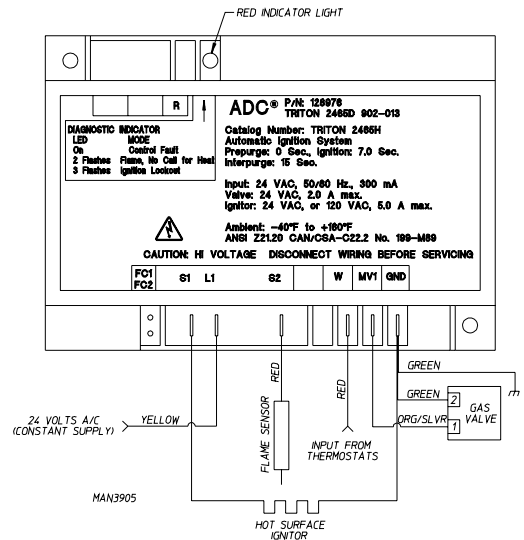 RED INDICATOR LIGHT
R
ADC® P/N: 128976
TRITON 2465D 902-013
DIAGNOSTIC INDICATOR
LED MODE
On Control Fault
2 Flashes Flame, No Call for Heat
3 Flashes Ignition Lockout
Catalog Number: TRITON 2465H
Automatic Ignition System
Prepurge: 0 Sec., Ignition: 7.0 Sec.
Interpurge: 15 Sec.
Input: 24 VAC, 50/60 Hz., 300 mA
Valve: 24 VAC, 2.0 A max.
Ignitor: 24 VAC, or 120 VAC, 5.0 A max.
Ambient: -40°F to +160°F
ANSI Z21.20 CAN/CSA-C22.2 No. 199-M89
CAUTION: HI VOLTAGE DISCONNECT WIRING BEFORE SERVICING
FC1
FC2
S1 L1 S2 W MV1 GND
GREEN
RED
RED
GREEN
2
GAS
VALVE
24 VOLTS A/C
(CONSTANT SUPPLY)
YELLOW
FLAME SENSOR
ORG/SLVR
1
INPUT FROM
THERMOSTATS
MAN3905
HOT SURFACE
IGNITOR